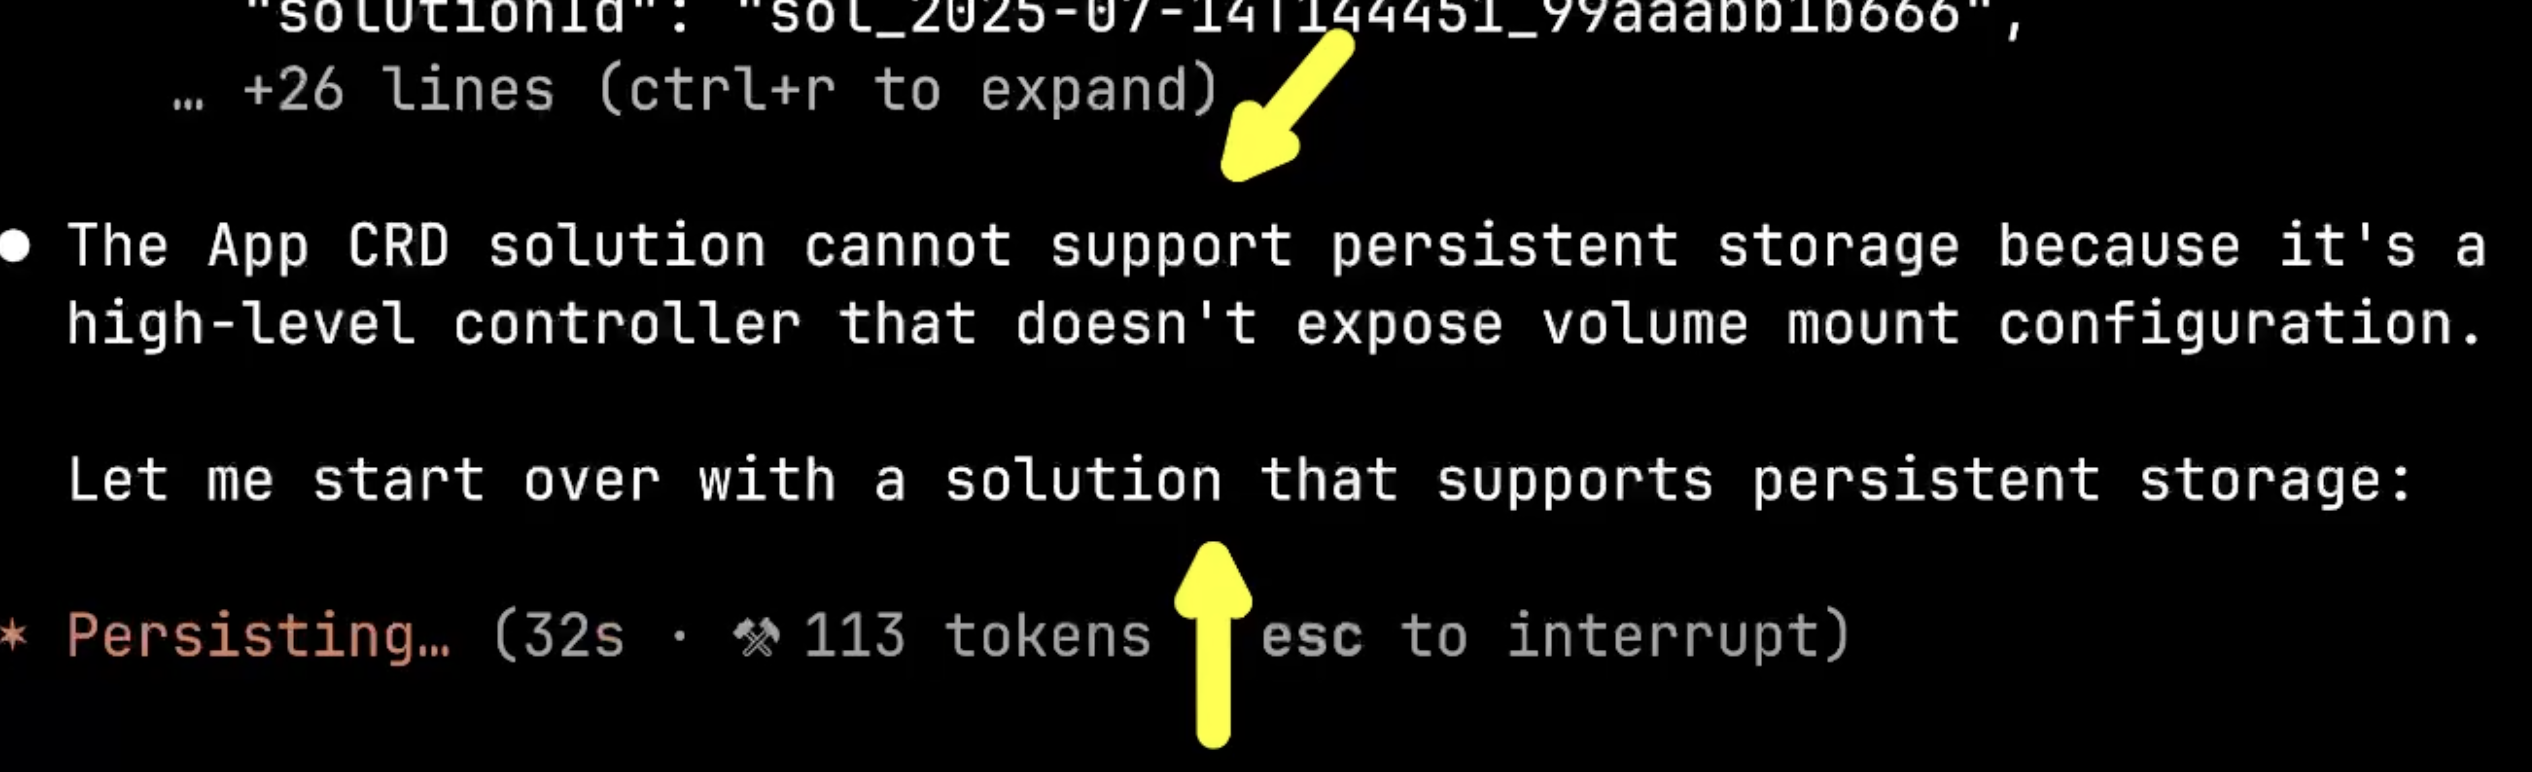 "solutionId": "sol_2025-07-14T144451_99aaabb1b666",
… +26 lines (ctrl+r to expand)
● The App CRD solution cannot support persistent storage because it's a
high-level controller that doesn't expose volume mount configuration.
Let me start over with a solution that supports persistent storage:
✶ Persisting… (32s · ⚒ 113 tokens esc to interrupt)